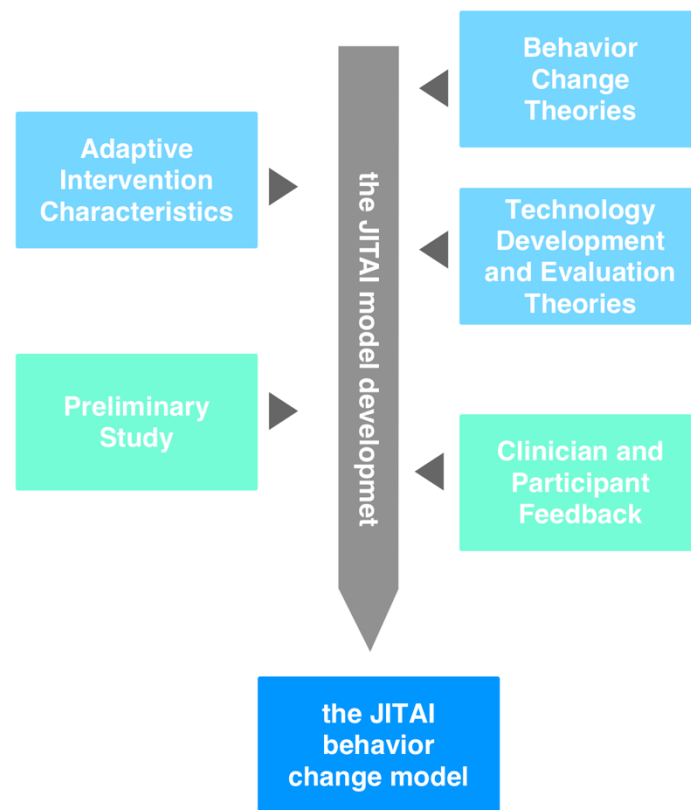 Behavior
Change
Theories
Adaptive
Intervention
Characteristics
the JITAI model developmet
Technology
Development
and Evaluation
Theories
Preliminary
Study
Clinician and
Participant
Feedback
the JITAI
behavior
change model